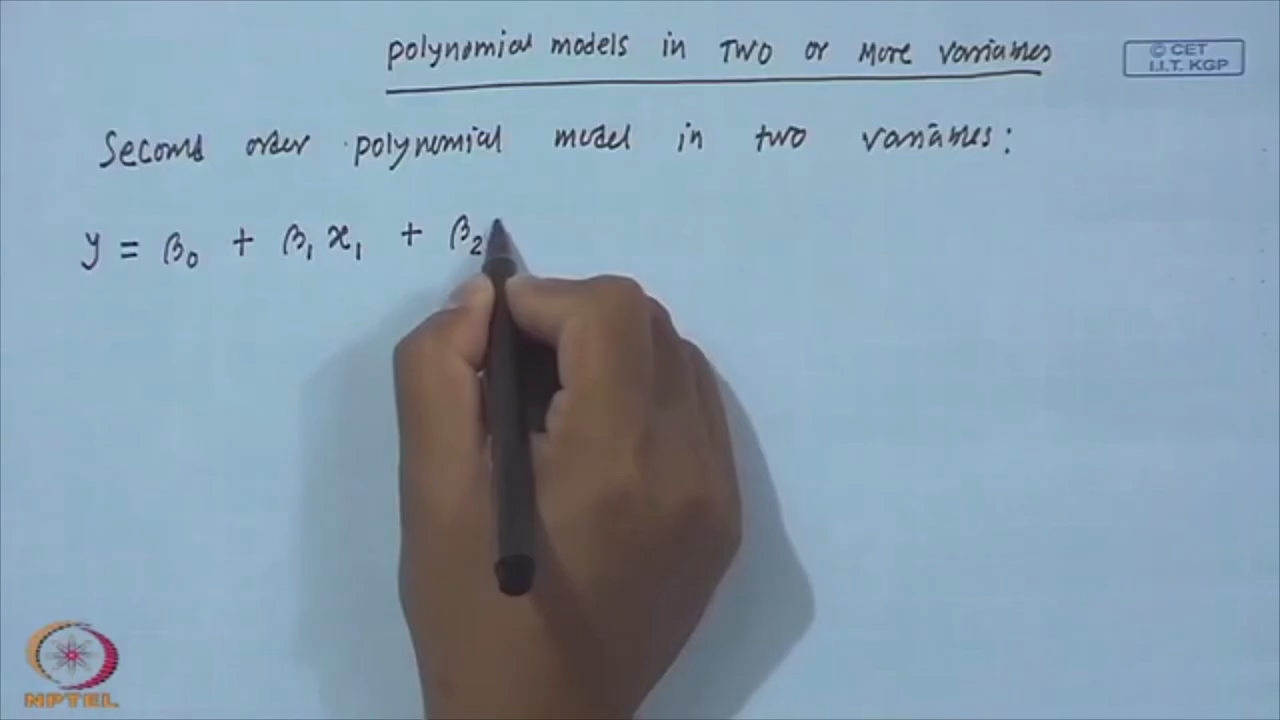 polynomial models in TWO or More variables
© CET
I.I.T. KGP
Second order polynomial model in two variables:
y = β₀ + β₁ x₁ + β₂
NPTEL